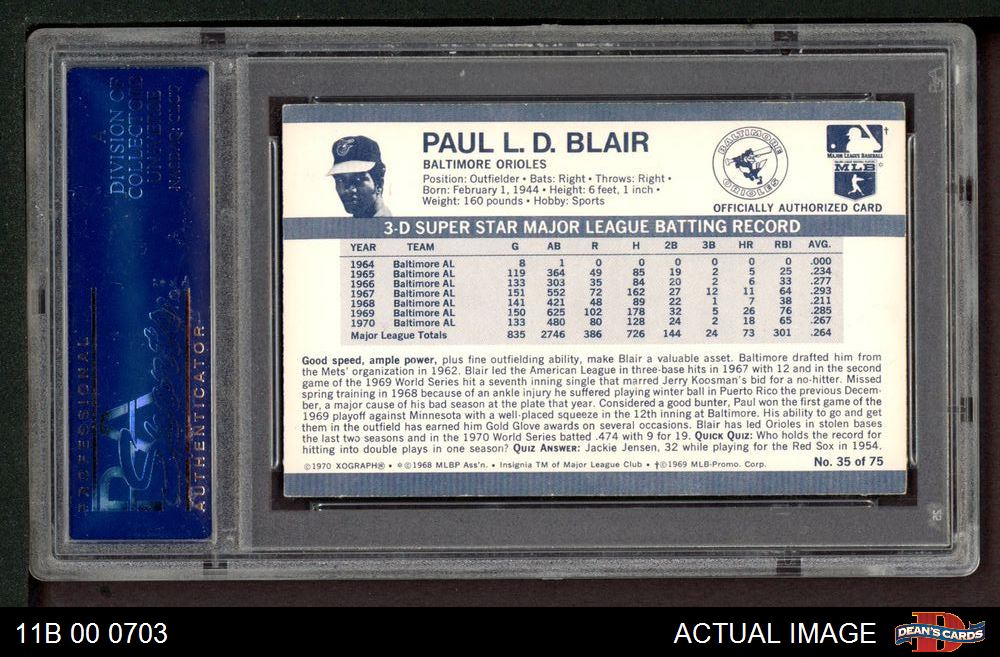 A
DIVISION OF
COLLECTORS
UNIVERSE
NASDAQ: CLCT
PSA
PROFESSIONAL
AUTHENTICATOR
PAUL L. D. BLAIR
BALTIMORE ORIOLES
Position: Outfielder • Bats: Right • Throws: Right •
Born: February 1, 1944 • Height: 6 feet, 1 inch •
Weight: 160 pounds • Hobby: Sports
BALTIMORE
ORIOLES
†
MAJOR LEAGUE BASEBALL
MLB
OFFICIALLY AUTHORIZED CARD
3-D SUPER STAR MAJOR LEAGUE BATTING RECORD
YEAR TEAM G AB R H 2B 3B HR RBI AVG.
1964 Baltimore AL 8 1 0 0 0 0 0 0 .000
1965 Baltimore AL 119 364 49 85 19 2 5 25 .234
1966 Baltimore AL 133 303 35 84 20 2 6 33 .277
1967 Baltimore AL 151 552 72 162 27 12 11 64 .293
1968 Baltimore AL 141 421 48 89 22 1 7 38 .211
1969 Baltimore AL 150 625 102 178 32 5 26 76 .285
1970 Baltimore AL 133 480 80 128 24 2 18 65 .267
Major League Totals 835 2746 386 726 144 24 73 301 .264
Good speed, ample power, plus fine outfielding ability, make Blair a valuable asset. Baltimore drafted him from
the Mets' organization in 1962. Blair led the American League in three-base hits in 1967 with 12 and in the second
game of the 1969 World Series hit a seventh inning single that marred Jerry Koosman's bid for a no-hitter. Missed
spring training in 1968 because of an ankle injury he suffered playing winter ball in Puerto Rico the previous Decem-
ber, a major cause of his bad season at the plate that year. Considered a good bunter, Paul won the first game of the
1969 playoff against Minnesota with a well-placed squeeze in the 12th inning at Baltimore. His ability to go and get
them in the outfield has earned him Gold Glove awards on several occasions. Blair has led Orioles in stolen bases
the last two seasons and in the 1970 World Series batted .474 with 9 for 19. QUICK QUIZ: Who holds the record for
hitting into double plays in one season? QUIZ ANSWER: Jackie Jensen, 32 while playing for the Red Sox in 1954.
©1970 XOGRAPH® • *©1968 MLBP Ass'n. • Insignia TM of Major League Club • †©1969 MLB-Promo. Corp.
No. 35 of 75
11B 00 0703
ACTUAL IMAGE
DEAN'S CARDS